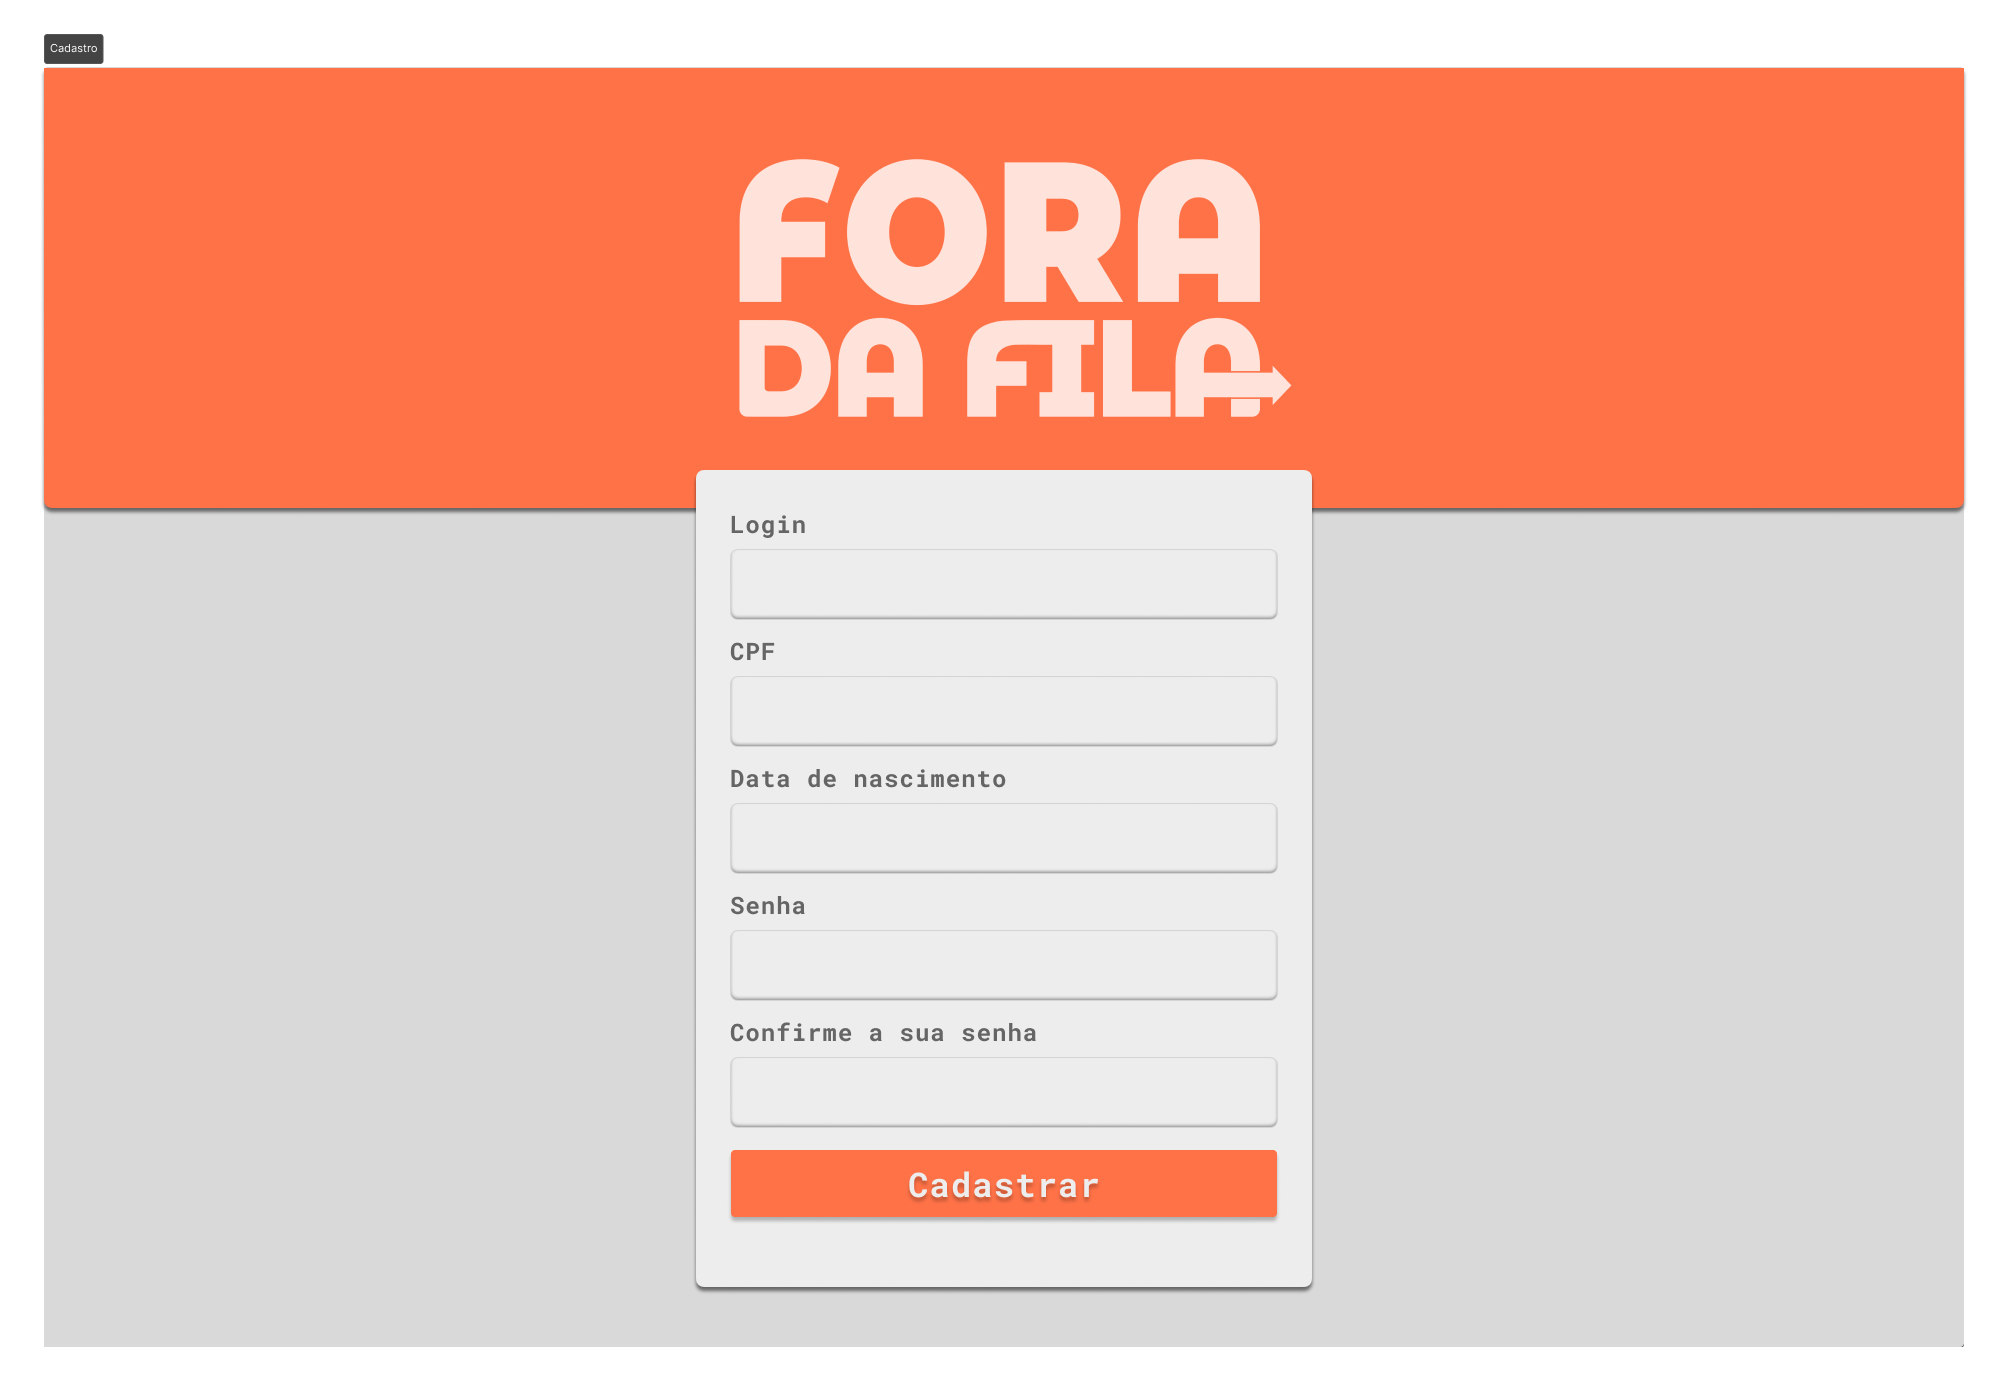 Cadastro
FORA
DA FILA
Login
CPF
Data de nascimento
Senha
Confirme a sua senha
Cadastrar